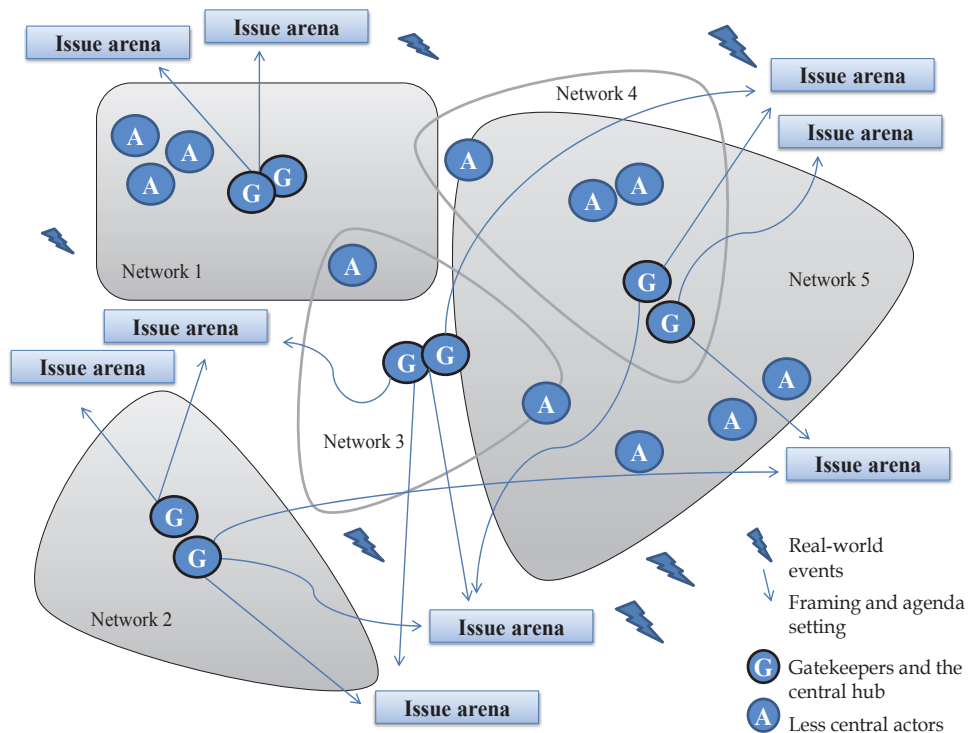 Issue arena
Issue arena
Issue arena
Issue arena
Network 4
A
A
A
A
A
A
G
G
Network 1
A
Network 5
G
G
Issue arena
Issue arena
G
G
A
A
A
A
Network 3
Issue arena
G
G
Network 2
Issue arena
Issue arena
Real-world
events
Framing and agenda
setting
G
Gatekeepers and the
central hub
A
Less central actors